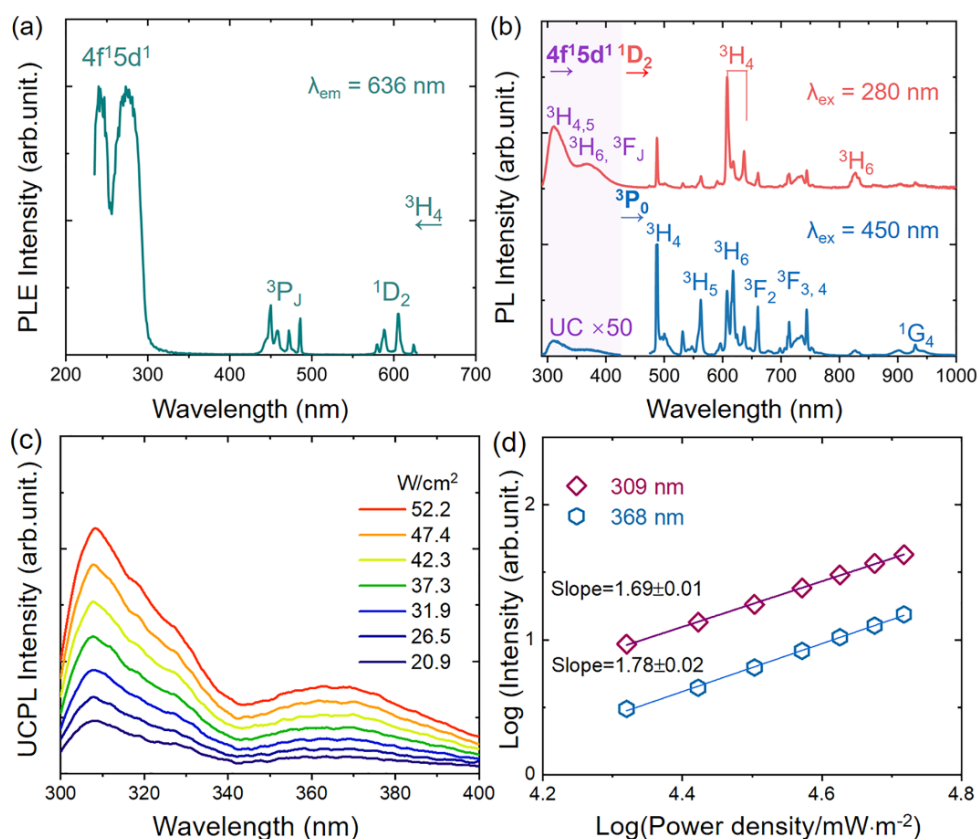 (a)
4f¹5d¹
λem = 636 nm
³H₄
←
³PJ
¹D₂
PLE Intensity (arb.unit.)
200 300 400 500 600 700
Wavelength (nm)
(b)
4f¹5d¹ ¹D₂
→ →
³H₄
λex = 280 nm
³H₄,₅
³H₆, ³FJ
³H₆
³P₀
→
λex = 450 nm
³H₄
³H₅
³H₆
³F₂
³F₃, ₄
¹G₄
UC ×50
PL Intensity (arb.unit.)
300 400 500 600 700 800 900 1000
Wavelength (nm)
(c)
W/cm²
52.2
47.4
42.3
37.3
31.9
26.5
20.9
UCPL Intensity (arb.unit.)
300 320 340 360 380 400
Wavelength (nm)
(d)
309 nm
368 nm
Slope=1.69±0.01
Slope=1.78±0.02
Log (Intensity (arb.unit.)
2
1
0
4.2 4.4 4.6 4.8
Log(Power density/mW·m⁻²)